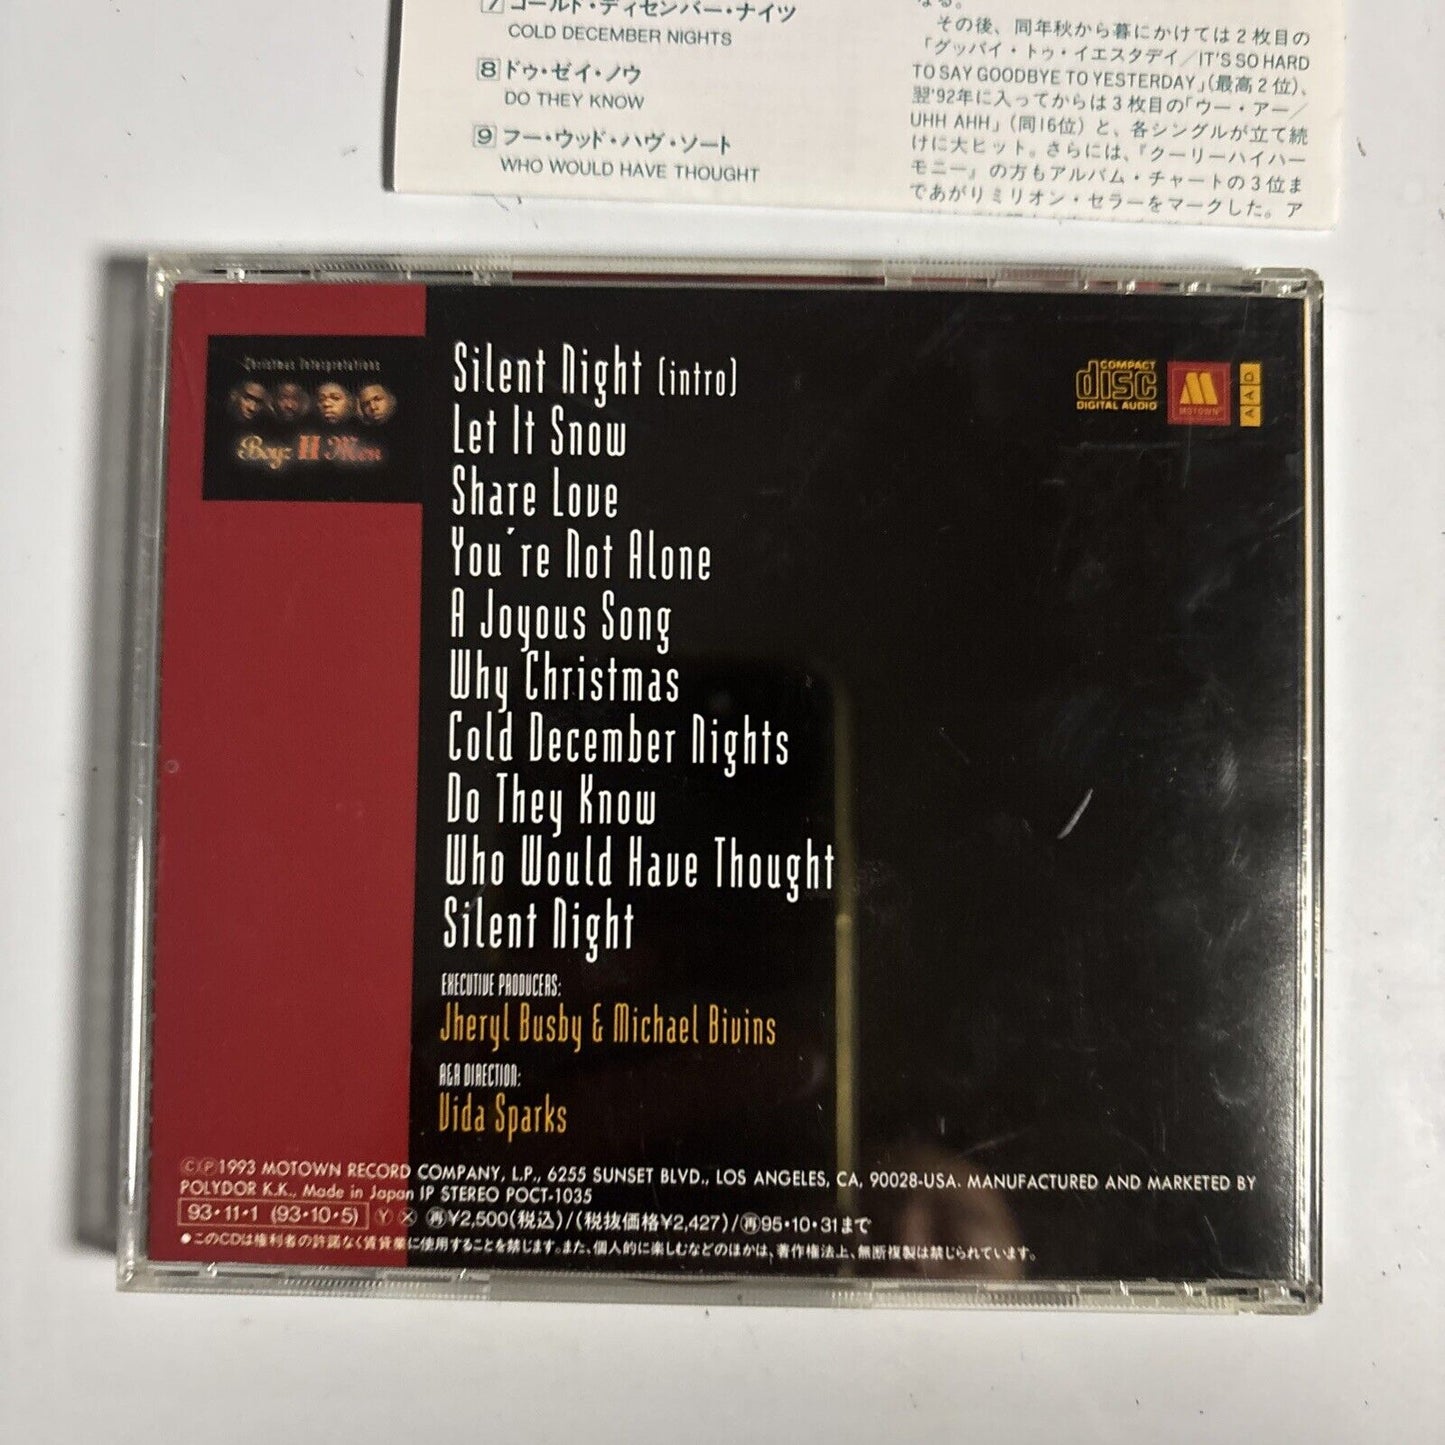 7 コールド・ディセンバー・ナイツ
COLD DECEMBER NIGHTS
8 ドゥ・ゼイ・ノウ
DO THEY KNOW
9 フー・ウッド・ハヴ・ソート
WHO WOULD HAVE THOUGHT
なる。
その後、同年秋から暮にかけては2枚目の
「グッバイ・トゥ・イエスタデイ／IT'S SO HARD
TO SAY GOODBYE TO YESTERDAY」(最高2位)、
翌'92年に入ってからは3枚目の「ウー・アー／
UHH AHH」(同16位)と、各シングルが立て続
けに大ヒット。さらには、『クーリーハイハー
モニー』の方もアルバム・チャートの3位ま
であがりミリオン・セラーをマークした。ア
Christmas Interpretations
Boyz II Men
Silent Night (intro)
Let It Snow
Share Love
You're Not Alone
A Joyous Song
Why Christmas
Cold December Nights
Do They Know
Who Would Have Thought
Silent Night
COMPACT
disc
DIGITAL AUDIO
M
MOTOWN
AAD
EXECUTIVE PRODUCERS:
Jheryl Busby & Michael Bivins
A&R DIRECTION:
Vida Sparks
ⒸⓅ1993 MOTOWN RECORD COMPANY, L.P., 6255 SUNSET BLVD., LOS ANGELES, CA, 90028-USA. MANUFACTURED AND MARKETED BY
POLYDOR K.K., Made in Japan IP STEREO POCT-1035
93・11・1 (93・10・5) Ⓨ Ⓧ ㊞¥2,500(税込)/(税抜価格¥2,427)/再95・10・31まで
●このCDは権利者の許諾なく賃貸業に使用することを禁じます。また、個人的に楽しむなどのほかは、著作権法上、無断複製は禁じられています。